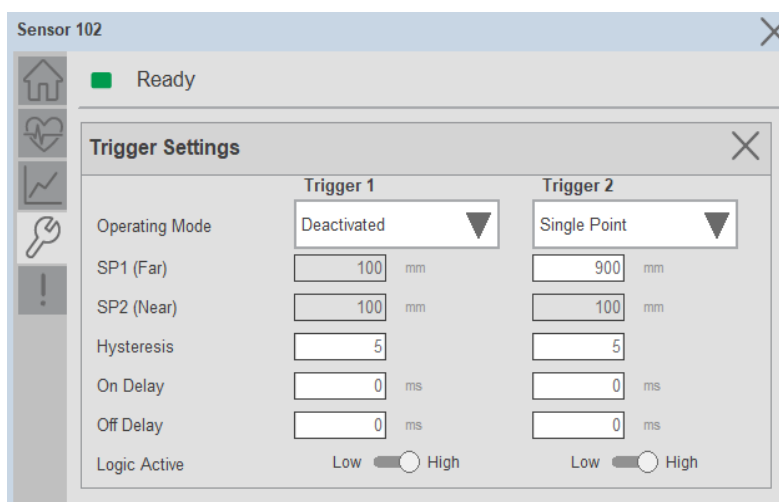 Sensor 102
Ready
Trigger Settings
Trigger 1 Trigger 2
Operating Mode Deactivated Single Point
SP1 (Far) 100 mm 900 mm
SP2 (Near) 100 mm 100 mm
Hysteresis 5 5
On Delay 0 ms 0 ms
Off Delay 0 ms 0 ms
Logic Active Low High Low High